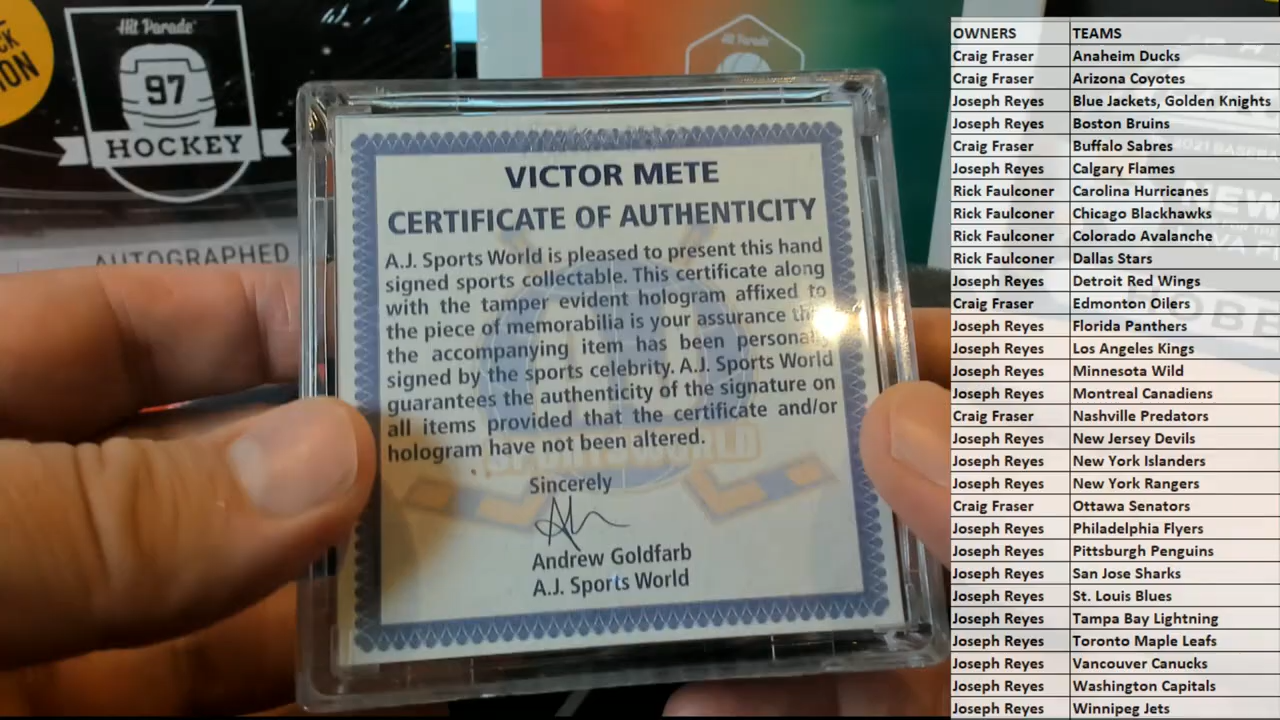 CK
ON
Hit Parade
97
HOCKEY
AUTOGRAPHED
Hit Parade
VICTOR METE
CERTIFICATE OF AUTHENTICITY
A.J. Sports World is pleased to present this hand
signed sports collectable. This certificate along
with the tamper evident hologram affixed to
the piece of memorabilia is your assurance
the accompanying item has been personally
signed by the sports celebrity. A.J. Sports World
guarantees the authenticity of the signature on
all items provided that the certificate and/or
hologram have not been altered.
SPORTSWORLD
Sincerely
Andrew Goldfarb
A.J. Sports World
OWNERS TEAMS
Craig Fraser Anaheim Ducks
Craig Fraser Arizona Coyotes
Joseph Reyes Blue Jackets, Golden Knights
Joseph Reyes Boston Bruins
Craig Fraser Buffalo Sabres
Joseph Reyes Calgary Flames
Rick Faulconer Carolina Hurricanes
Rick Faulconer Chicago Blackhawks
Rick Faulconer Colorado Avalanche
Rick Faulconer Dallas Stars
Joseph Reyes Detroit Red Wings
Craig Fraser Edmonton Oilers
Joseph Reyes Florida Panthers
Joseph Reyes Los Angeles Kings
Joseph Reyes Minnesota Wild
Joseph Reyes Montreal Canadiens
Craig Fraser Nashville Predators
Joseph Reyes New Jersey Devils
Joseph Reyes New York Islanders
Joseph Reyes New York Rangers
Craig Fraser Ottawa Senators
Joseph Reyes Philadelphia Flyers
Joseph Reyes Pittsburgh Penguins
Joseph Reyes San Jose Sharks
Joseph Reyes St. Louis Blues
Joseph Reyes Tampa Bay Lightning
Joseph Reyes Toronto Maple Leafs
Joseph Reyes Vancouver Canucks
Joseph Reyes Washington Capitals
Joseph Reyes Winnipeg Jets
2021 BASEBA
NEW